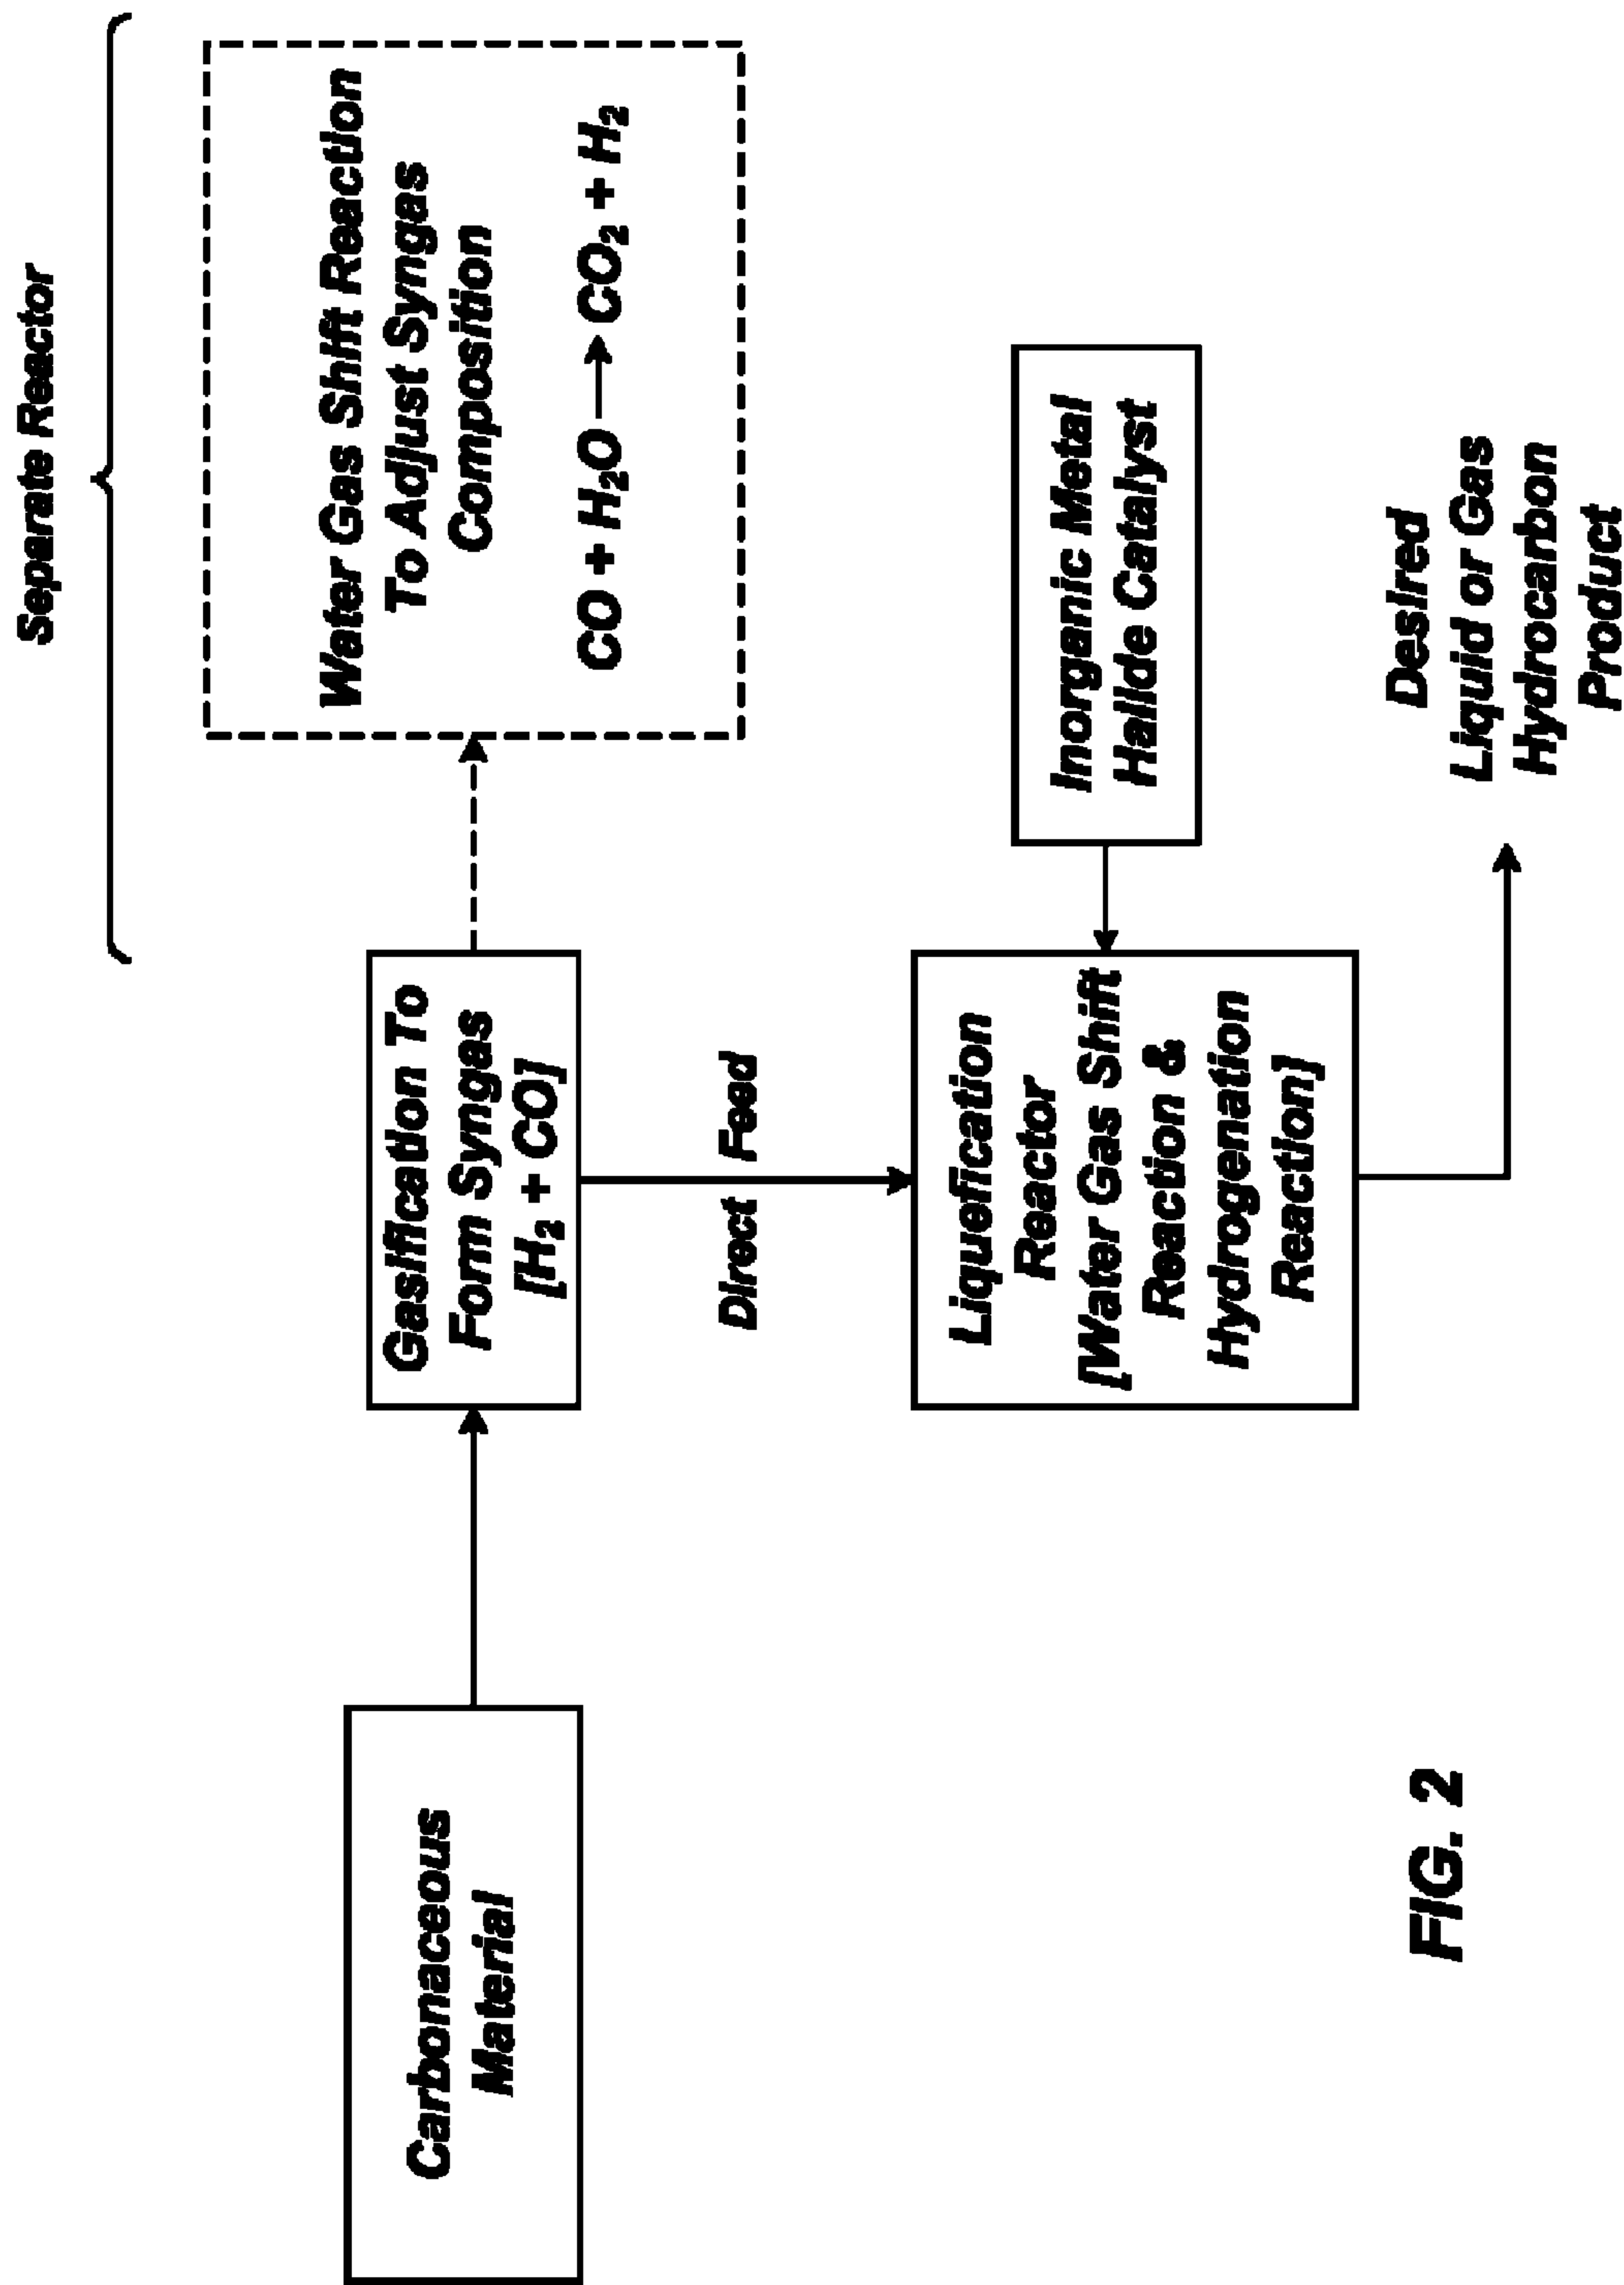 Separate Reactor
Carbonaceous
Material
Gasification To
Form Syngas
[H₂ + CO]
Water Gas Shift Reaction
To Adjust Syngas
Composition
CO + H₂O → CO₂ + H₂
Direct Feed
Liquefication
Reactor
[Water Gas Shift
Reaction &
Hydrogenation
Reaction]
Inorganic Metal
Halide Catalyst
Desired
Liquid or Gas
Hydrocarbon
Product
FIG. 2